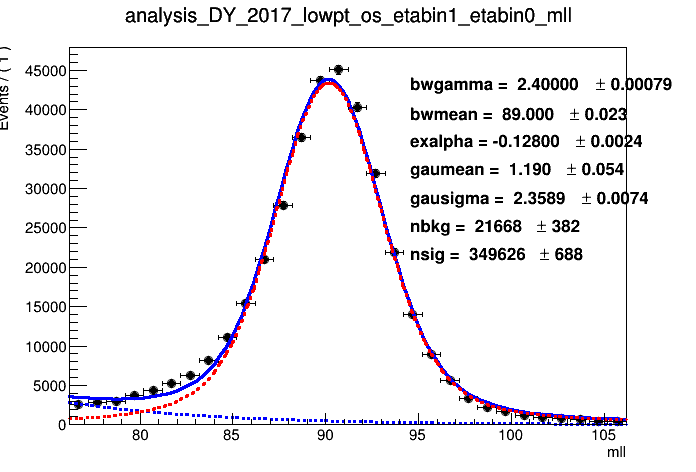 analysis_DY_2017_lowpt_os_etabin1_etabin0_mll
Events / ( 1 )
45000
40000
35000
30000
25000
20000
15000
10000
5000
0
bwgamma = 2.40000 ± 0.00079
bwmean = 89.000 ± 0.023
exalpha = -0.12800 ± 0.0024
gaumean = 1.190 ± 0.054
gausigma = 2.3589 ± 0.0074
nbkg = 21668 ± 382
nsig = 349626 ± 688
80 85 90 95 100 105
mll